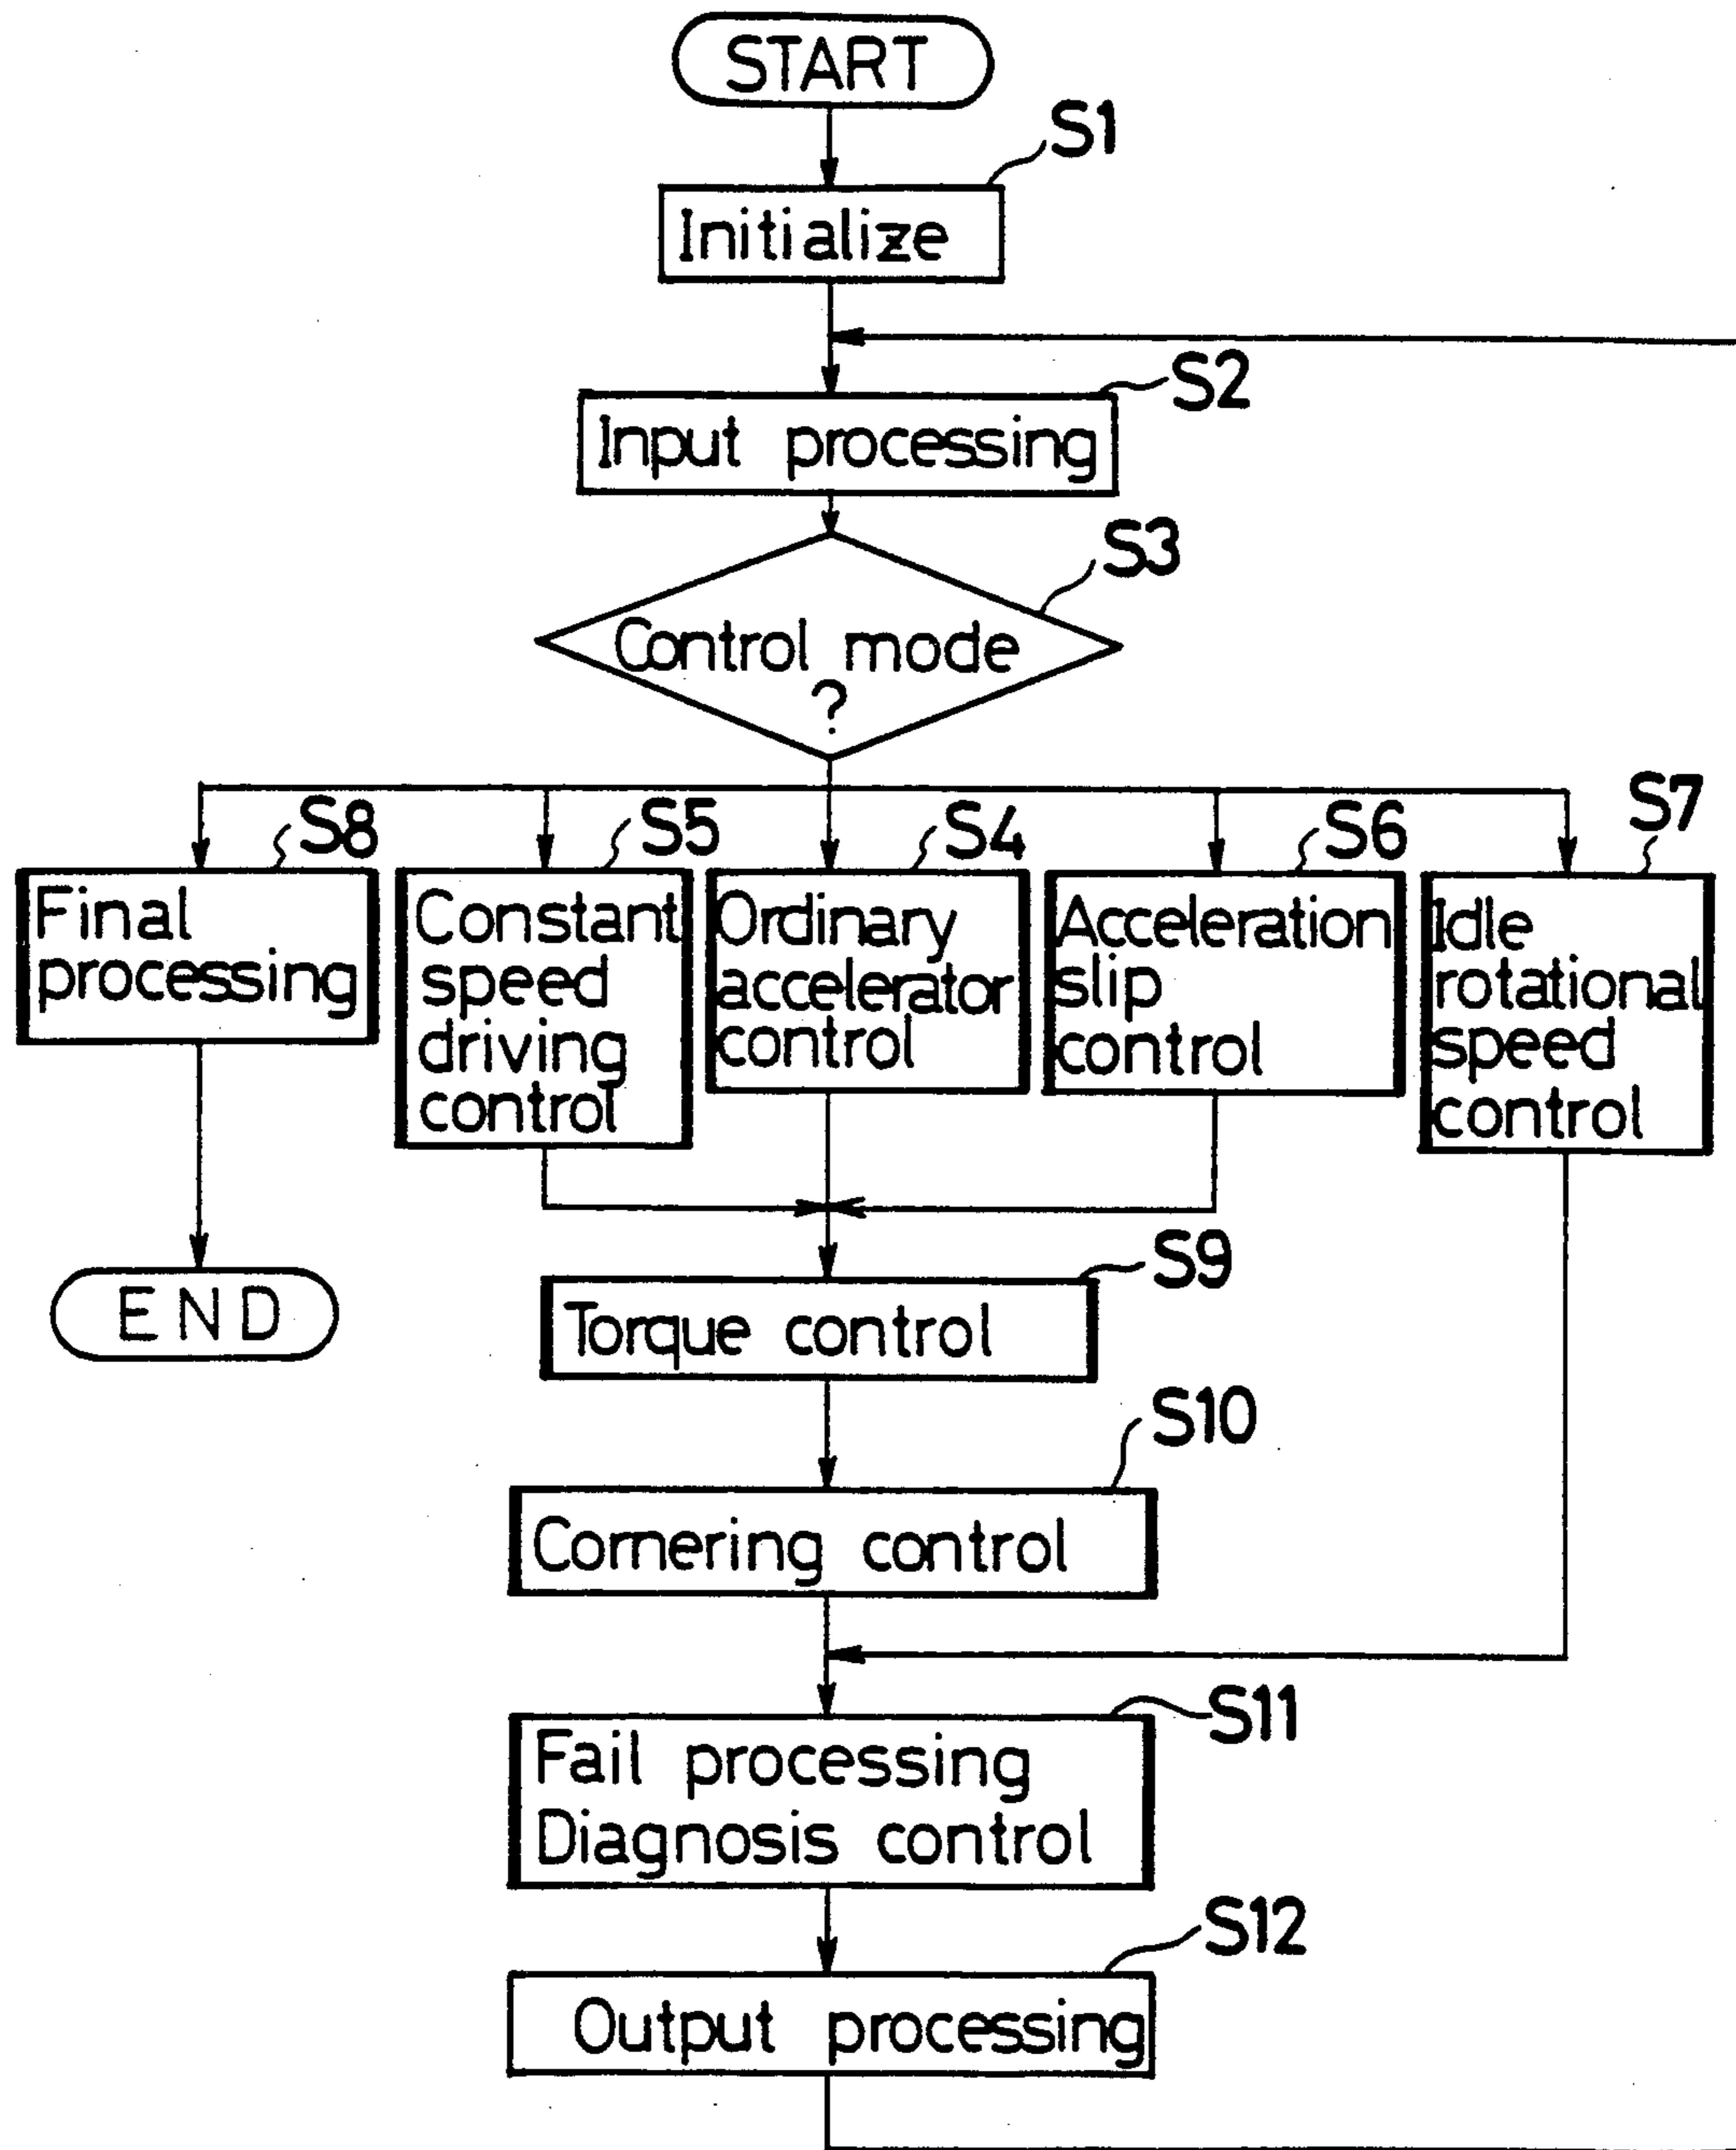 START
S1
Initialize
S2
Input processing
S3
Control mode
?
S8
Final
processing
S5
Constant
speed
driving
control
S4
Ordinary
accelerator
control
S6
Acceleration
slip
control
S7
Idle
rotational
speed
control
END
S9
Torque control
S10
Cornering control
S11
Fail processing
Diagnosis control
S12
Output processing